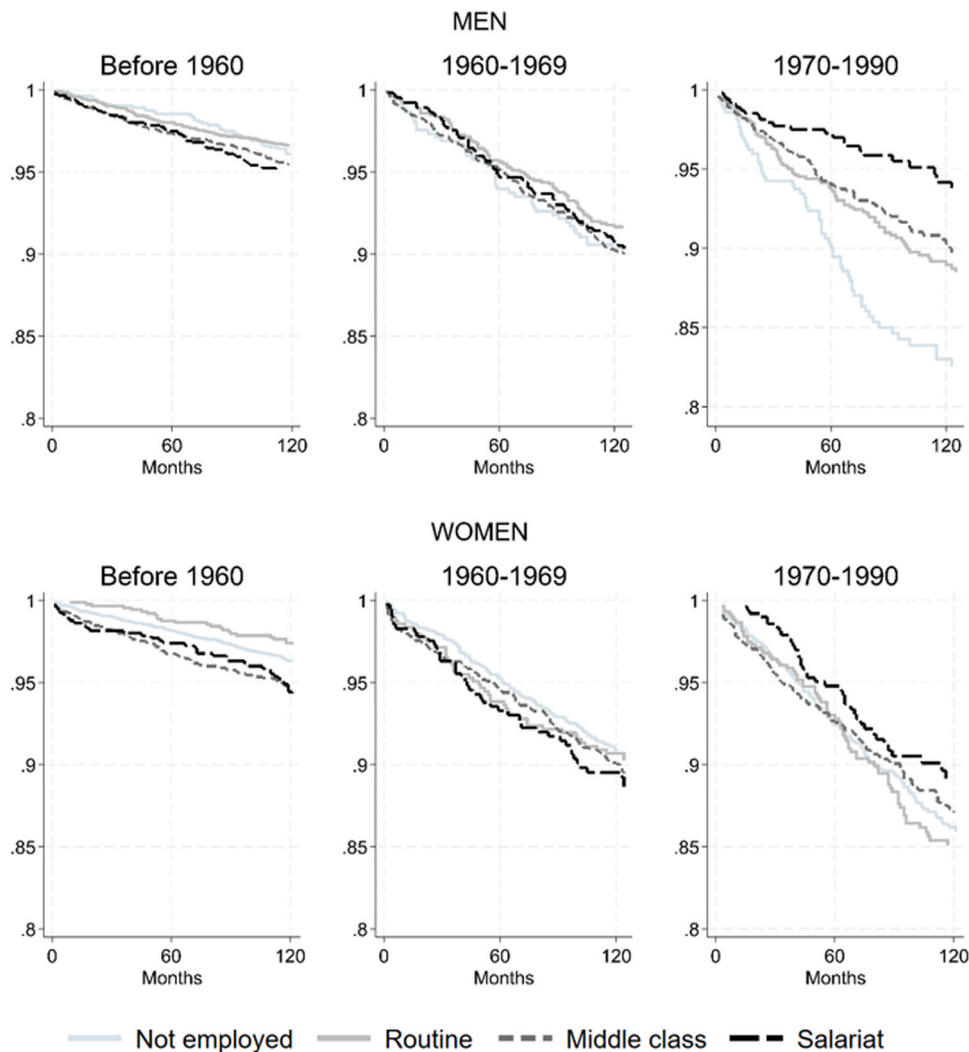 MEN
Before 1960
1960-1969
1970-1990
1
.95
.9
.85
.8
0 60 120
Months
1
.95
.9
.85
.8
0 60 120
Months
1
.95
.9
.85
.8
0 60 120
Months
WOMEN
Before 1960
1960-1969
1970-1990
1
.95
.9
.85
.8
0 60 120
Months
1
.95
.9
.85
.8
0 60 120
Months
1
.95
.9
.85
.8
0 60 120
Months
Not employed Routine Middle class Salariat